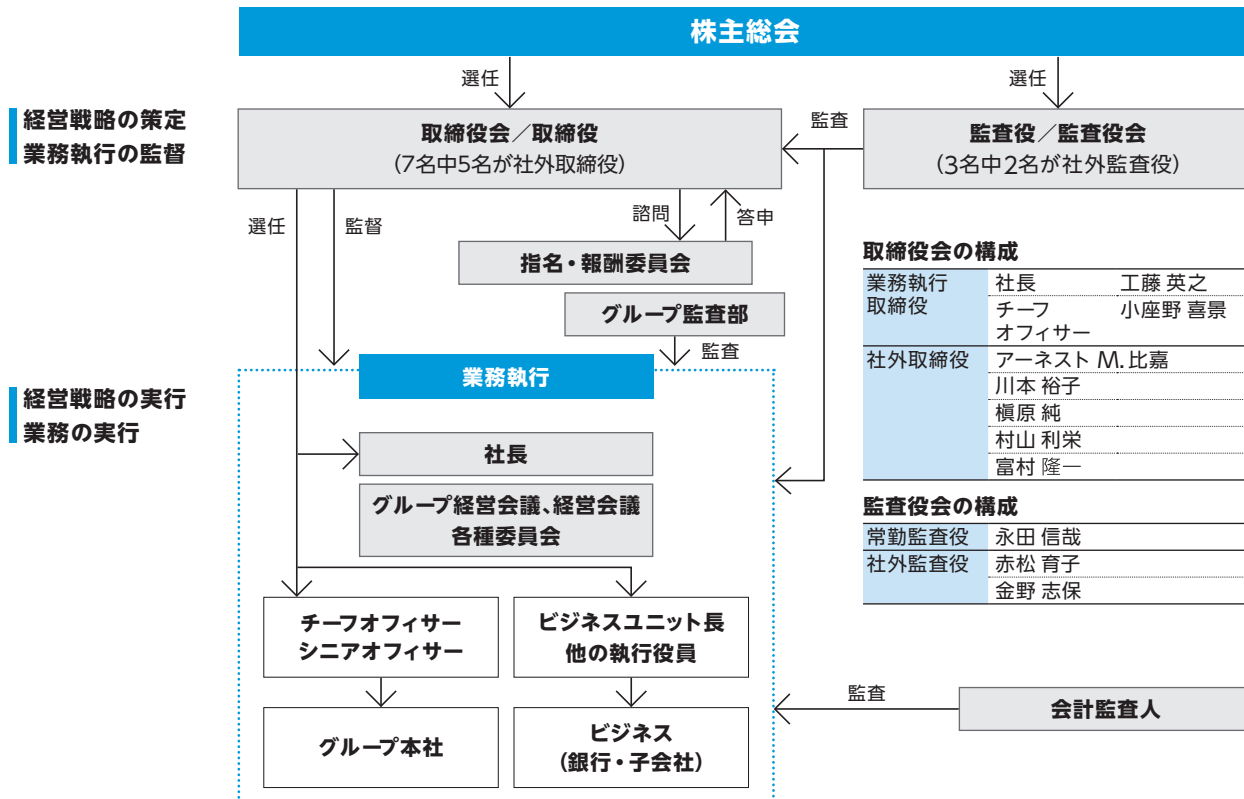 株主総会
選任
選任
経営戦略の策定
業務執行の監督
取締役会／取締役
(7名中5名が社外取締役)
監査
監査役／監査役会
(3名中2名が社外監査役)
選任
監督
諮問
答申
指名・報酬委員会
グループ監査部
監査
経営戦略の実行
業務の実行
業務執行
社長
グループ経営会議、経営会議
各種委員会
チーフオフィサー
シニアオフィサー
ビジネスユニット長
他の執行役員
グループ本社
ビジネス
(銀行・子会社)
取締役会の構成
業務執行
取締役
社長 工藤 英之
チーフ
オフィサー
小座野 喜景
社外取締役 アーネスト M. 比嘉
川本 裕子
槇原 純
村山 利栄
富村 隆一
監査役会の構成
常勤監査役 永田 信哉
社外監査役 赤松 育子
金野 志保
監査
会計監査人